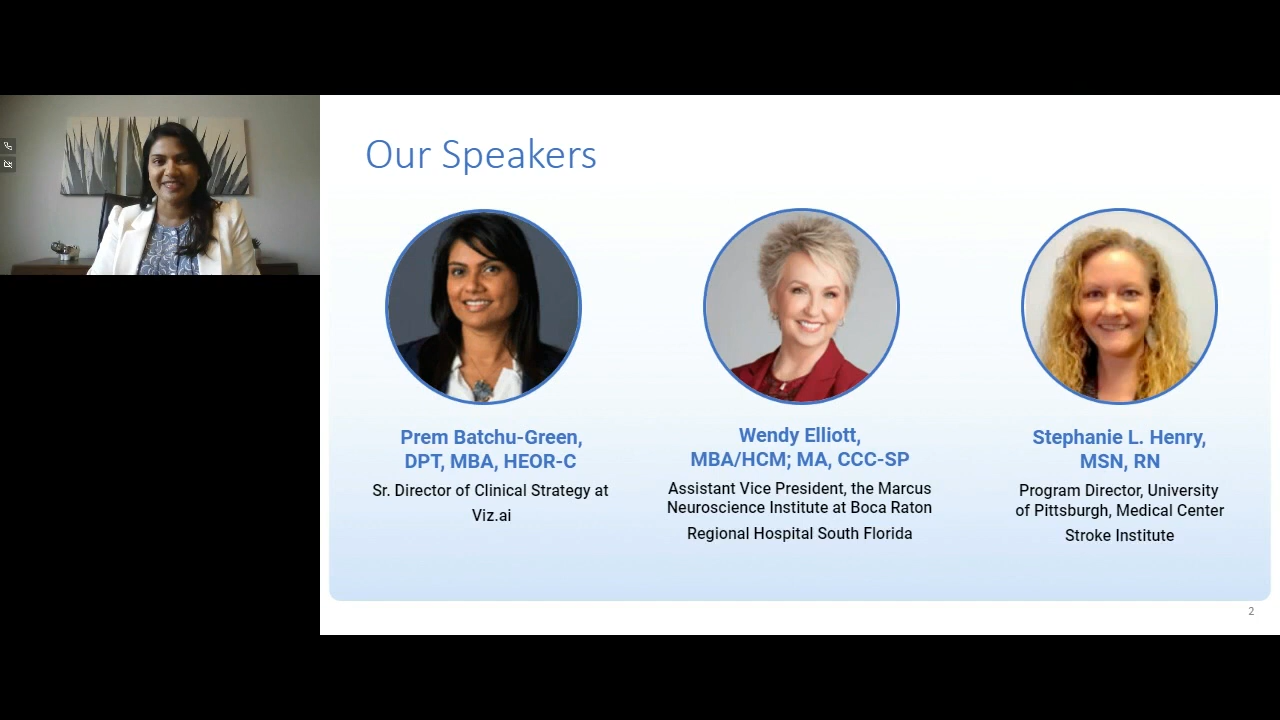 Our Speakers
Prem Batchu-Green,
DPT, MBA, HEOR-C
Sr. Director of Clinical Strategy at
Viz.ai
Wendy Elliott,
MBA/HCM; MA, CCC-SP
Assistant Vice President, the Marcus
Neuroscience Institute at Boca Raton
Regional Hospital South Florida
Stephanie L. Henry,
MSN, RN
Program Director, University
of Pittsburgh, Medical Center
Stroke Institute
2